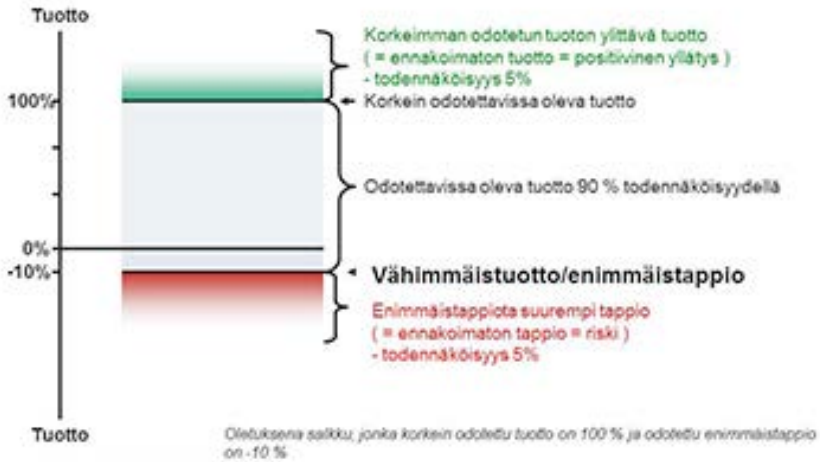 Tuotto
Korkeimman odotetun tuoton ylittävä tuotto
( = ennakoimaton tuotto = positiivinen yllätys )
- todennäköisyys 5%
100%
Korkein odotettavissa oleva tuotto
Odotettavissa oleva tuotto 90 % todennäköisyydellä
0%
-10%
Vähimmäistuotto/enimmäistappio
Enimmäistappiota suurempi tappio
( = ennakoimaton tappio = riski )
- todennäköisyys 5%
Tuotto
Oletuksena salkku, jonka korkein odotettu tuotto on 100 % ja odotettu enimmäistappio
on -10 %